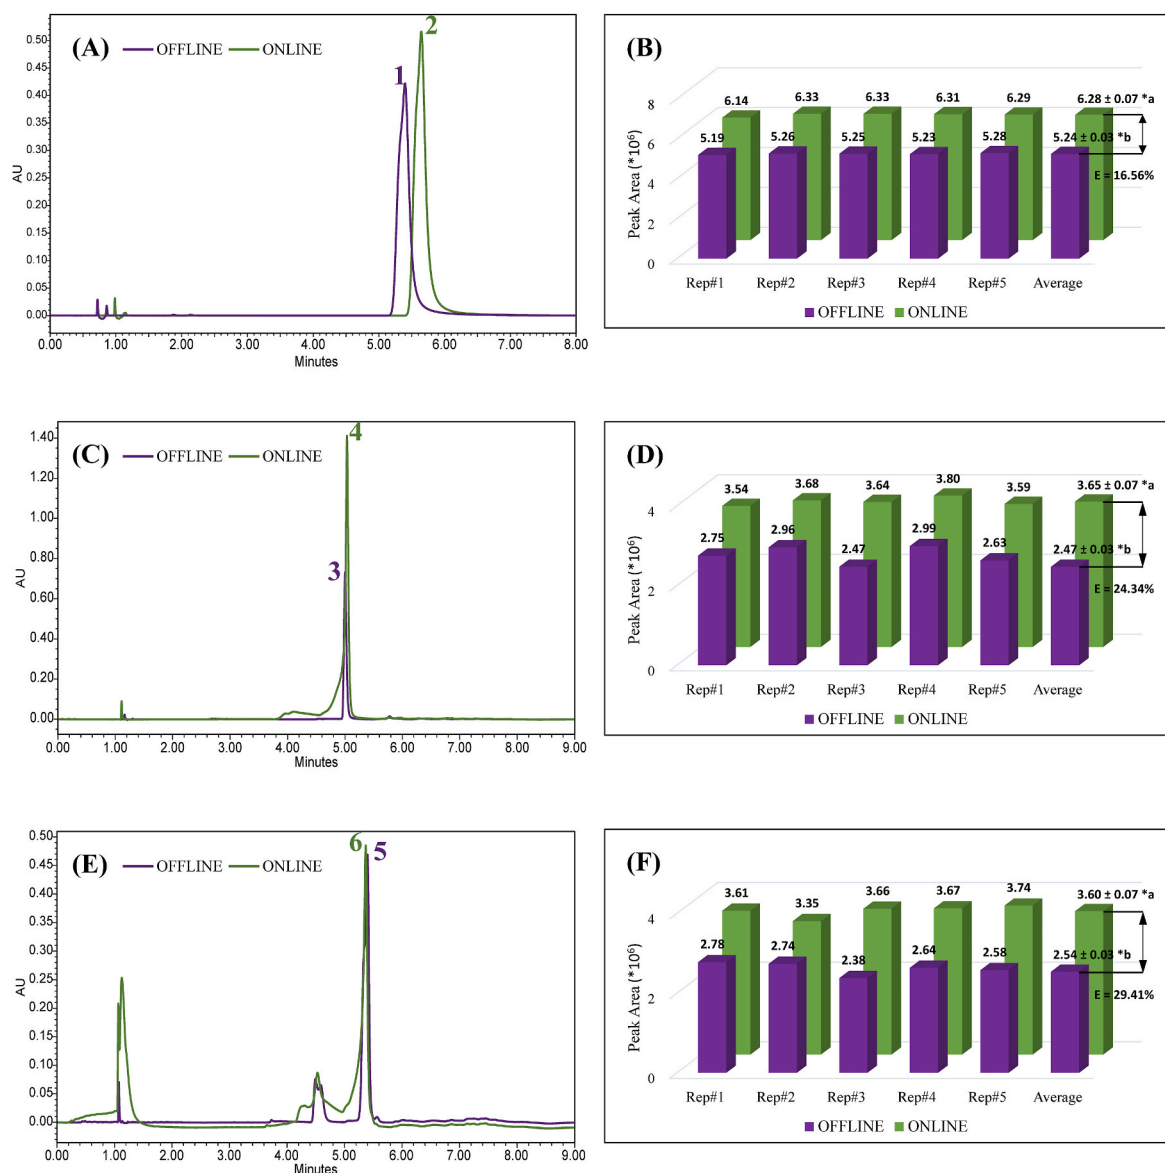 (A) OFFLINE ONLINE
1
2
AU
0.50
0.45
0.40
0.35
0.30
0.25
0.20
0.15
0.10
0.05
0.00
0.00 1.00 2.00 3.00 4.00 5.00 6.00 7.00 8.00
Minutes
(B)
Peak Area (*10⁶)
8
6
4
2
0
6.14 6.33 6.33 6.31 6.29 6.28 ± 0.07 *a
5.19 5.26 5.25 5.23 5.28 5.24 ± 0.03 *b
E = 16.56%
Rep#1 Rep#2 Rep#3 Rep#4 Rep#5 Average
OFFLINE ONLINE
(C) OFFLINE ONLINE
4
3
AU
1.40
1.20
1.00
0.80
0.60
0.40
0.20
0.00
0.00 1.00 2.00 3.00 4.00 5.00 6.00 7.00 8.00 9.00
Minutes
(D)
Peak Area (*10⁶)
4
2
0
3.54 3.68 3.64 3.80 3.59 3.65 ± 0.07 *a
2.75 2.96 2.47 2.99 2.63 2.47 ± 0.03 *b
E = 24.34%
Rep#1 Rep#2 Rep#3 Rep#4 Rep#5 Average
OFFLINE ONLINE
(E) OFFLINE ONLINE
6 5
AU
0.50
0.45
0.40
0.35
0.30
0.25
0.20
0.15
0.10
0.05
0.00
0.00 1.00 2.00 3.00 4.00 5.00 6.00 7.00 8.00 9.00
Minutes
(F)
Peak Area (*10⁶)
4
2
0
3.61 3.35 3.66 3.67 3.74 3.60 ± 0.07 *a
2.78 2.74 2.38 2.64 2.58 2.54 ± 0.03 *b
E = 29.41%
Rep#1 Rep#2 Rep#3 Rep#4 Rep#5 Average
OFFLINE ONLINE